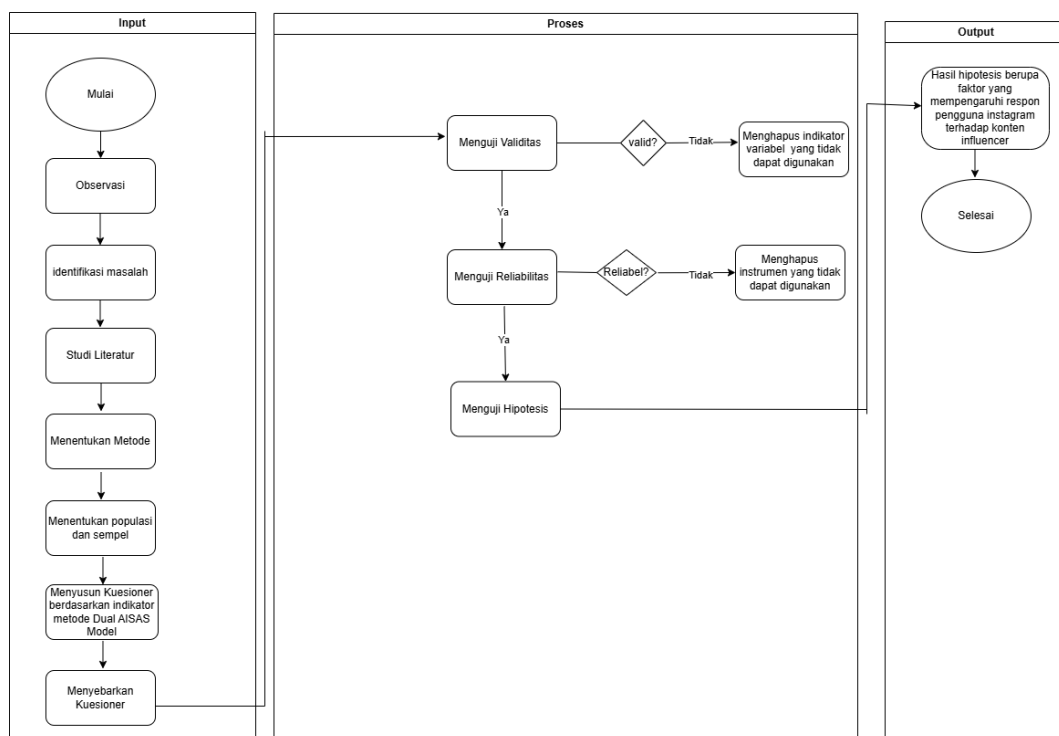 Input
Mulai
Observasi
identifikasi masalah
Studi Literatur
Menentukan Metode
Menentukan populasi
dan sempel
Menyusun Kuesioner
berdasarkan indikator
metode Dual AISAS
Model
Menyebarkan
Kuesioner
Proses
Menguji Validitas
valid?
Tidak
Menghapus indikator
variabel yang tidak
dapat digunakan
Ya
Menguji Reliabilitas
Reliabel?
Tidak
Menghapus
instrumen yang tidak
dapat digunakan
Ya
Menguji Hipotesis
Output
Hasil hipotesis berupa
faktor yang
mempengaruhi respon
pengguna instagram
terhadap konten
influencer
Selesai